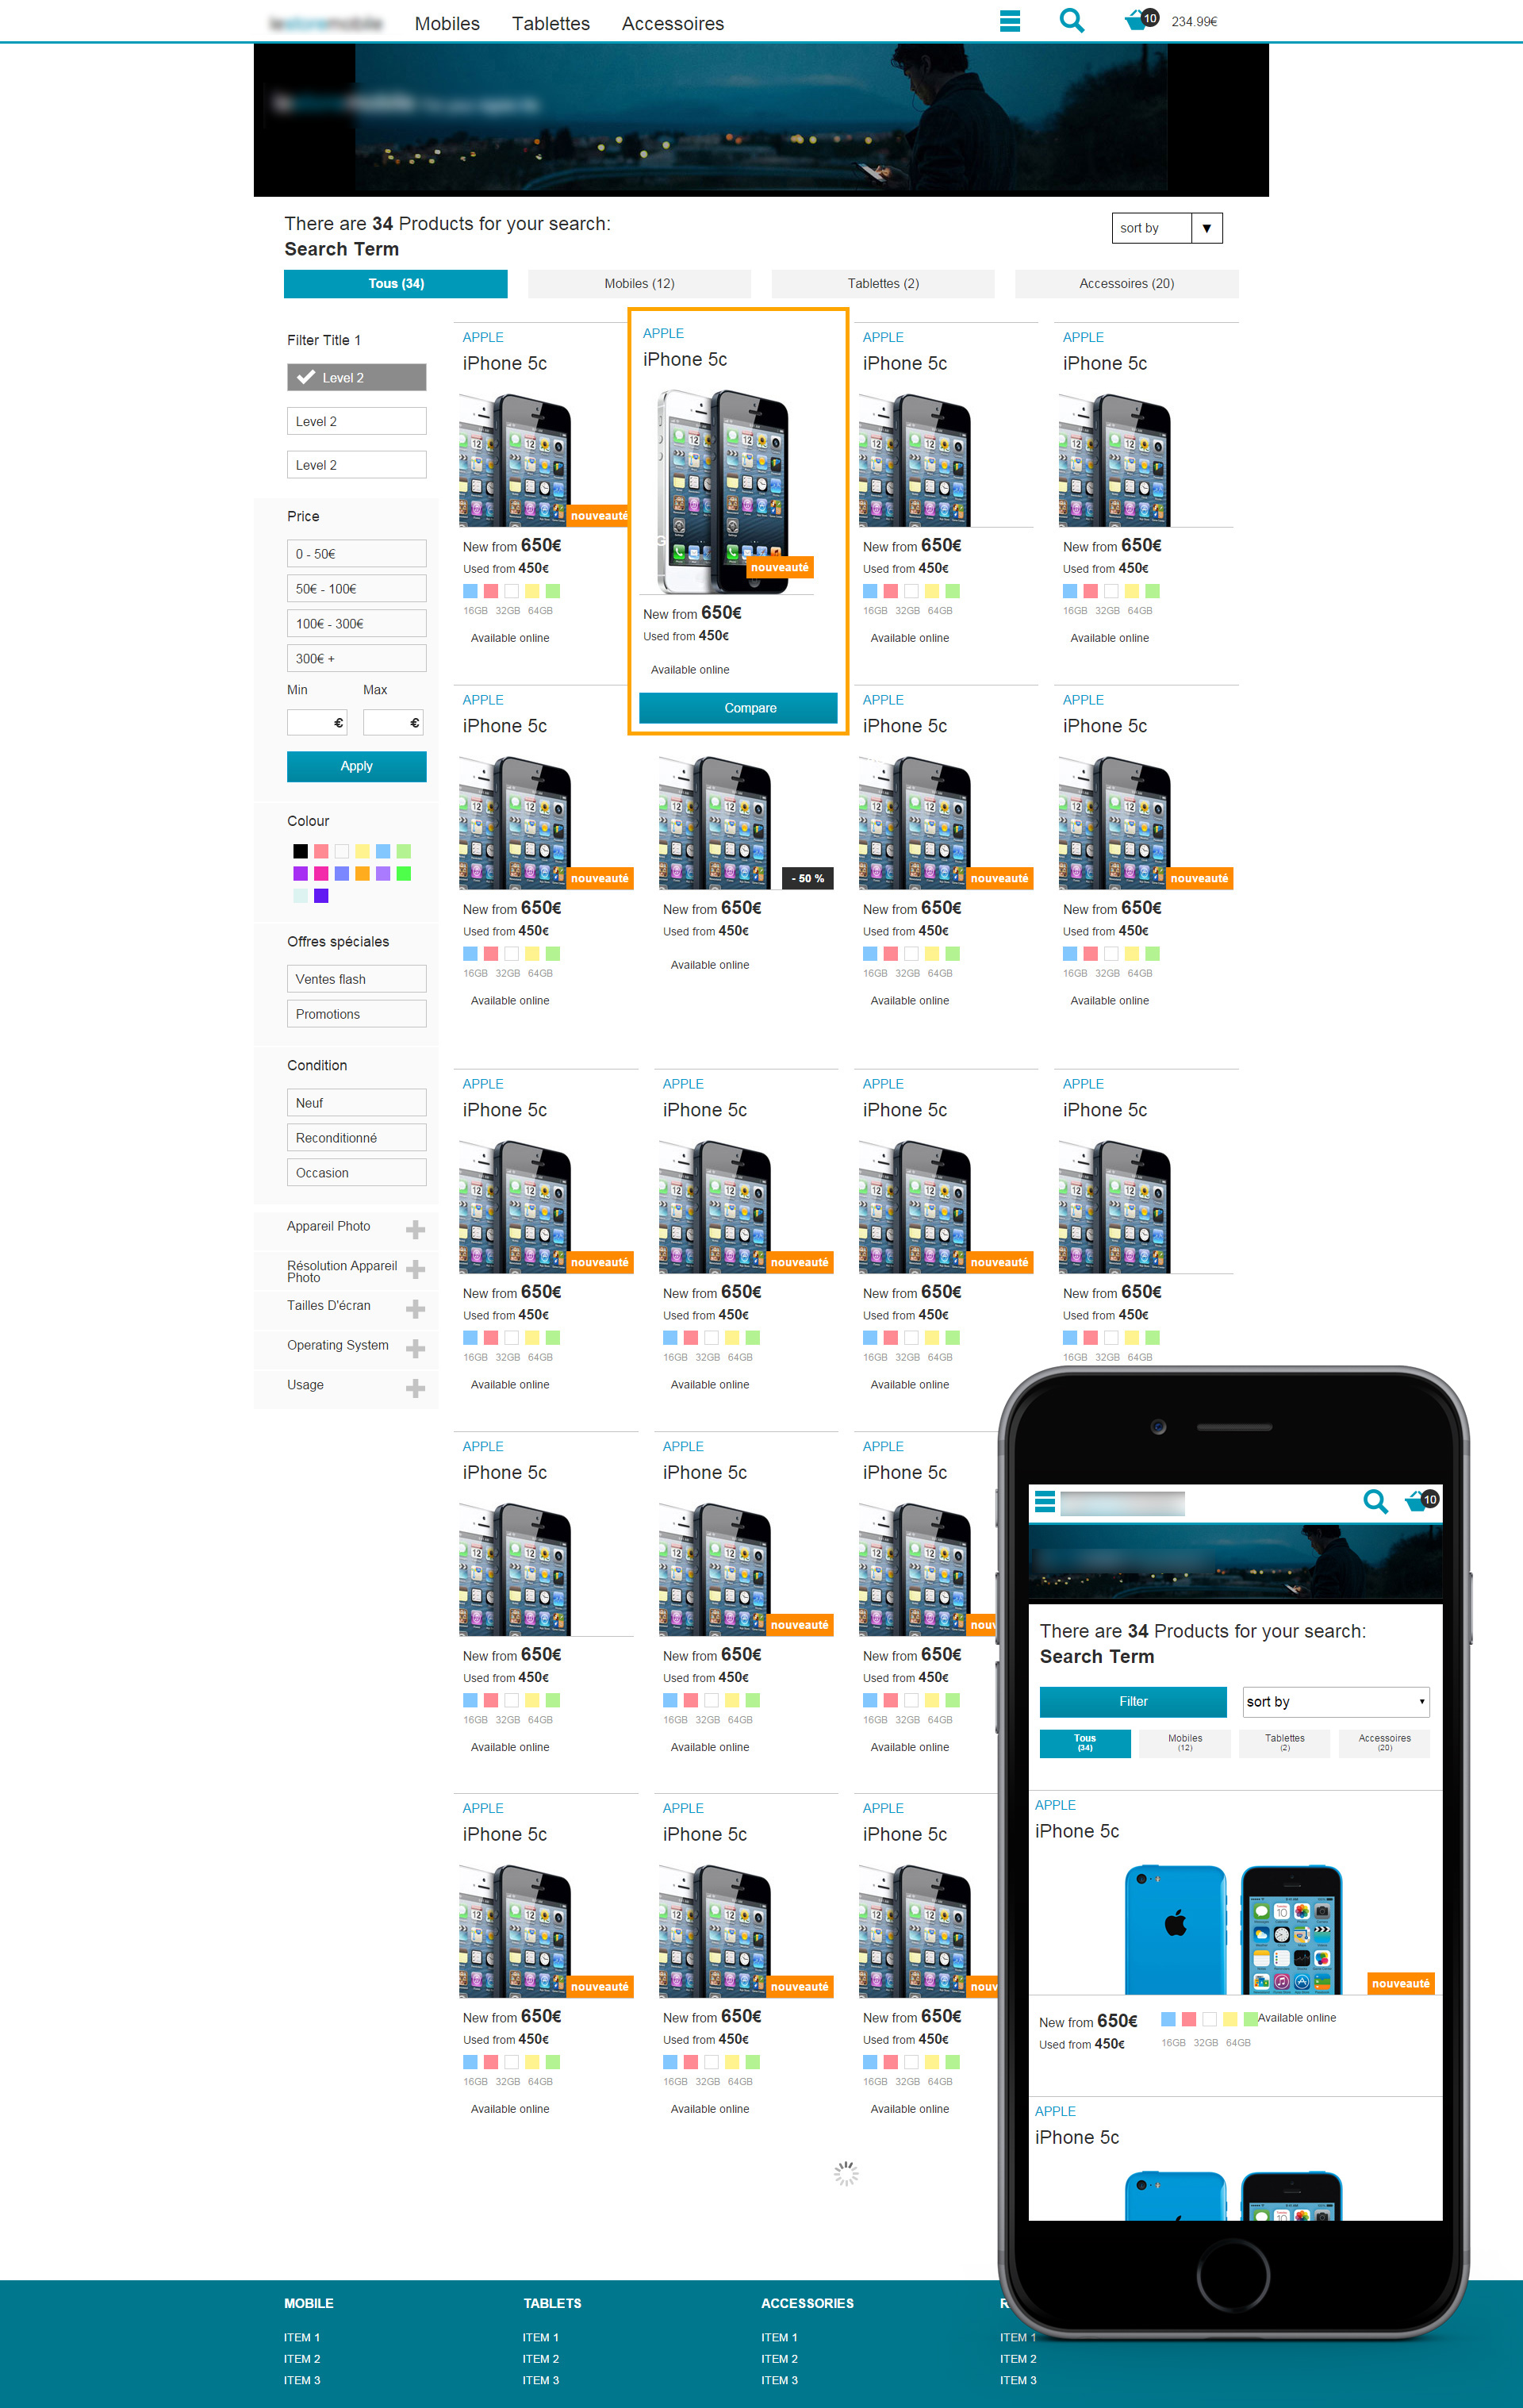 Mobiles Tablettes Accessoires 10 234.99€
There are 34 Products for your search:
Search Term
sort by ▼
Tous (34) Mobiles (12) Tablettes (2) Accessoires (20)
Filter Title 1
Level 2
Level 2
Level 2
Price
0 - 50€
50€ - 100€
100€ - 300€
300€ +
Min Max
€ €
Apply
Colour
Offres spéciales
Ventes flash
Promotions
Condition
Neuf
Reconditionné
Occasion
Appareil Photo
Résolution Appareil
Photo
Tailles D'écran
Operating System
Usage
APPLE
iPhone 5c
nouveauté
New from 650€
Used from 450€
16GB 32GB 64GB
Available online
APPLE
iPhone 5c
nouveauté
New from 650€
Used from 450€
Available online
Compare
APPLE
iPhone 5c
New from 650€
Used from 450€
16GB 32GB 64GB
Available online
APPLE
iPhone 5c
New from 650€
Used from 450€
16GB 32GB 64GB
Available online
APPLE
iPhone 5c
nouveauté
New from 650€
Used from 450€
16GB 32GB 64GB
Available online
- 50 %
New from 650€
Used from 450€
Available online
APPLE
iPhone 5c
nouveauté
New from 650€
Used from 450€
16GB 32GB 64GB
Available online
APPLE
iPhone 5c
nouveauté
New from 650€
Used from 450€
16GB 32GB 64GB
Available online
APPLE
iPhone 5c
nouveauté
New from 650€
Used from 450€
16GB 32GB 64GB
Available online
APPLE
iPhone 5c
nouveauté
New from 650€
Used from 450€
16GB 32GB 64GB
Available online
APPLE
iPhone 5c
nouveauté
New from 650€
Used from 450€
16GB 32GB 64GB
Available online
APPLE
iPhone 5c
New from 650€
Used from 450€
16GB 32GB 64GB
APPLE
iPhone 5c
New from 650€
Used from 450€
16GB 32GB 64GB
Available online
APPLE
iPhone 5c
nouveauté
New from 650€
Used from 450€
16GB 32GB 64GB
Available online
APPLE
iPhone 5c
New from 650€
Used from 450€
16GB 32GB 64GB
Available online
APPLE
iPhone 5c
nouveauté
New from 650€
Used from 450€
16GB 32GB 64GB
Available online
APPLE
iPhone 5c
nouveauté
New from 650€
Used from 450€
16GB 32GB 64GB
Available online
APPLE
iPhone 5c
New from 650€
Used from 450€
16GB 32GB 64GB
Available online
10
There are 34 Products for your search:
Search Term
Filter sort by
Tous Mobiles Tablettes Accessoires
(34) (12) (2) (20)
APPLE
iPhone 5c
nouveauté
New from 650€ Available online
Used from 450€ 16GB 32GB 64GB
APPLE
iPhone 5c
MOBILE TABLETS ACCESSORIES
ITEM 1 ITEM 1 ITEM 1 ITEM 1
ITEM 2 ITEM 2 ITEM 2 ITEM 2
ITEM 3 ITEM 3 ITEM 3 ITEM 3